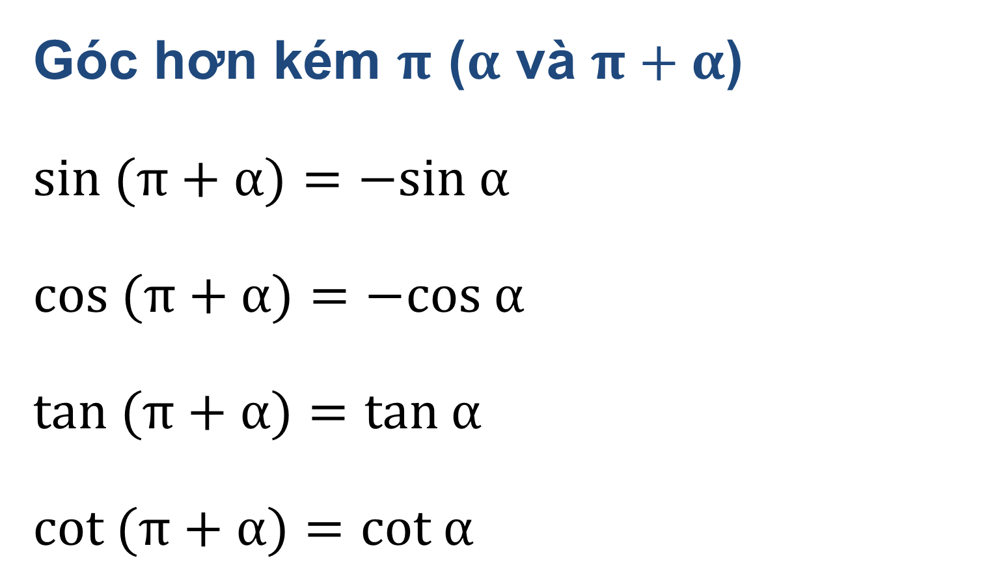 Góc hơn kém π (α và π + α)
sin (π + α) = −sin α
cos (π + α) = −cos α
tan (π + α) = tan α
cot (π + α) = cot α